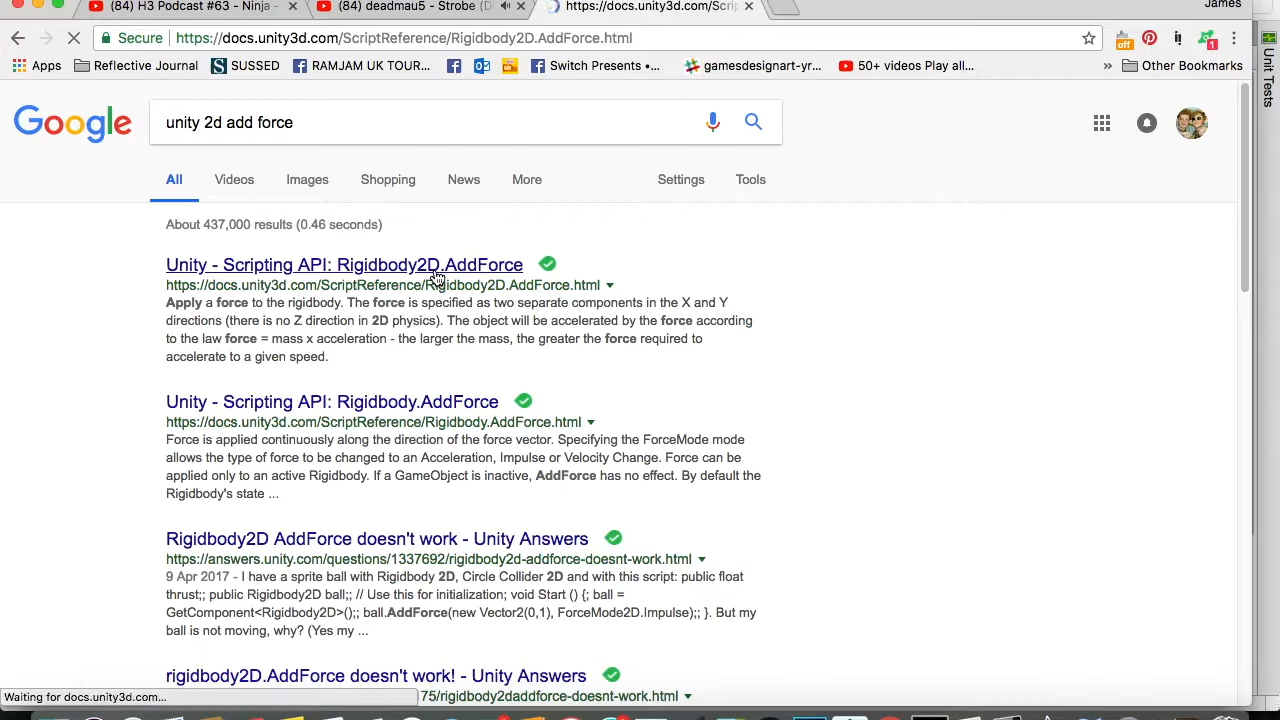 (84) H3 Podcast #63 - Ninja -
(84) deadmau5 - Strobe (D
https://docs.unity3d.com/Scri
James
Secure
https://docs.unity3d.com/ScriptReference/Rigidbody2D.AddForce.html
off
1
Apps
Reflective Journal
SUSSED
RAMJAM UK TOUR...
Switch Presents •...
gamesdesignart-yr...
50+ videos Play all...
»
Other Bookmarks
Unit Tests
Google
unity 2d add force
All
Videos
Images
Shopping
News
More
Settings
Tools
About 437,000 results (0.46 seconds)
Unity - Scripting API: Rigidbody2D.AddForce
https://docs.unity3d.com/ScriptReference/Rigidbody2D.AddForce.html
Apply a force to the rigidbody. The force is specified as two separate components in the X and Y
directions (there is no Z direction in 2D physics). The object will be accelerated by the force according
to the law force = mass x acceleration - the larger the mass, the greater the force required to
accelerate to a given speed.
Unity - Scripting API: Rigidbody.AddForce
https://docs.unity3d.com/ScriptReference/Rigidbody.AddForce.html
Force is applied continuously along the direction of the force vector. Specifying the ForceMode mode
allows the type of force to be changed to an Acceleration, Impulse or Velocity Change. Force can be
applied only to an active Rigidbody. If a GameObject is inactive, AddForce has no effect. By default the
Rigidbody's state ...
Rigidbody2D AddForce doesn't work - Unity Answers
https://answers.unity.com/questions/1337692/rigidbody2d-addforce-doesnt-work.html
9 Apr 2017 - I have a sprite ball with Rigidbody 2D, Circle Collider 2D and with this script: public float
thrust;; public Rigidbody2D ball;; // Use this for initialization; void Start () {; ball =
GetComponent<Rigidbody2D>();; ball.AddForce(new Vector2(0,1), ForceMode2D.Impulse);; }. But my
ball is not moving, why? (Yes my ...
rigidbody2D.AddForce doesn't work! - Unity Answers
75/rigidbody2daddforce-doesnt-work.html
Waiting for docs.unity3d.com...